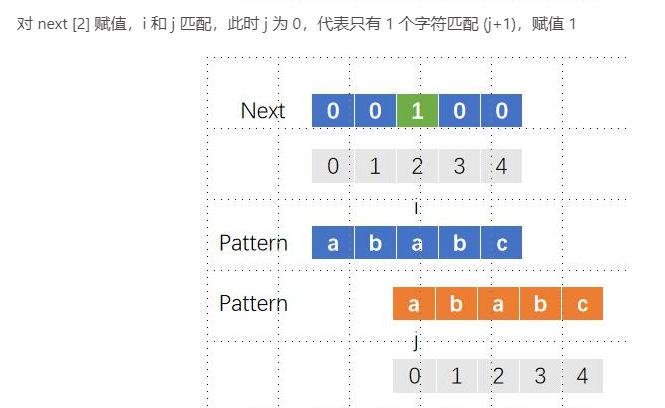 对 next [2] 赋值，i 和 j 匹配，此时 j 为 0，代表只有 1 个字符匹配 (j+1)，赋值 1
Next 0 0 1 0 0
0 1 2 3 4
i
Pattern a b a b c
Pattern a b a b c
j
0 1 2 3 4